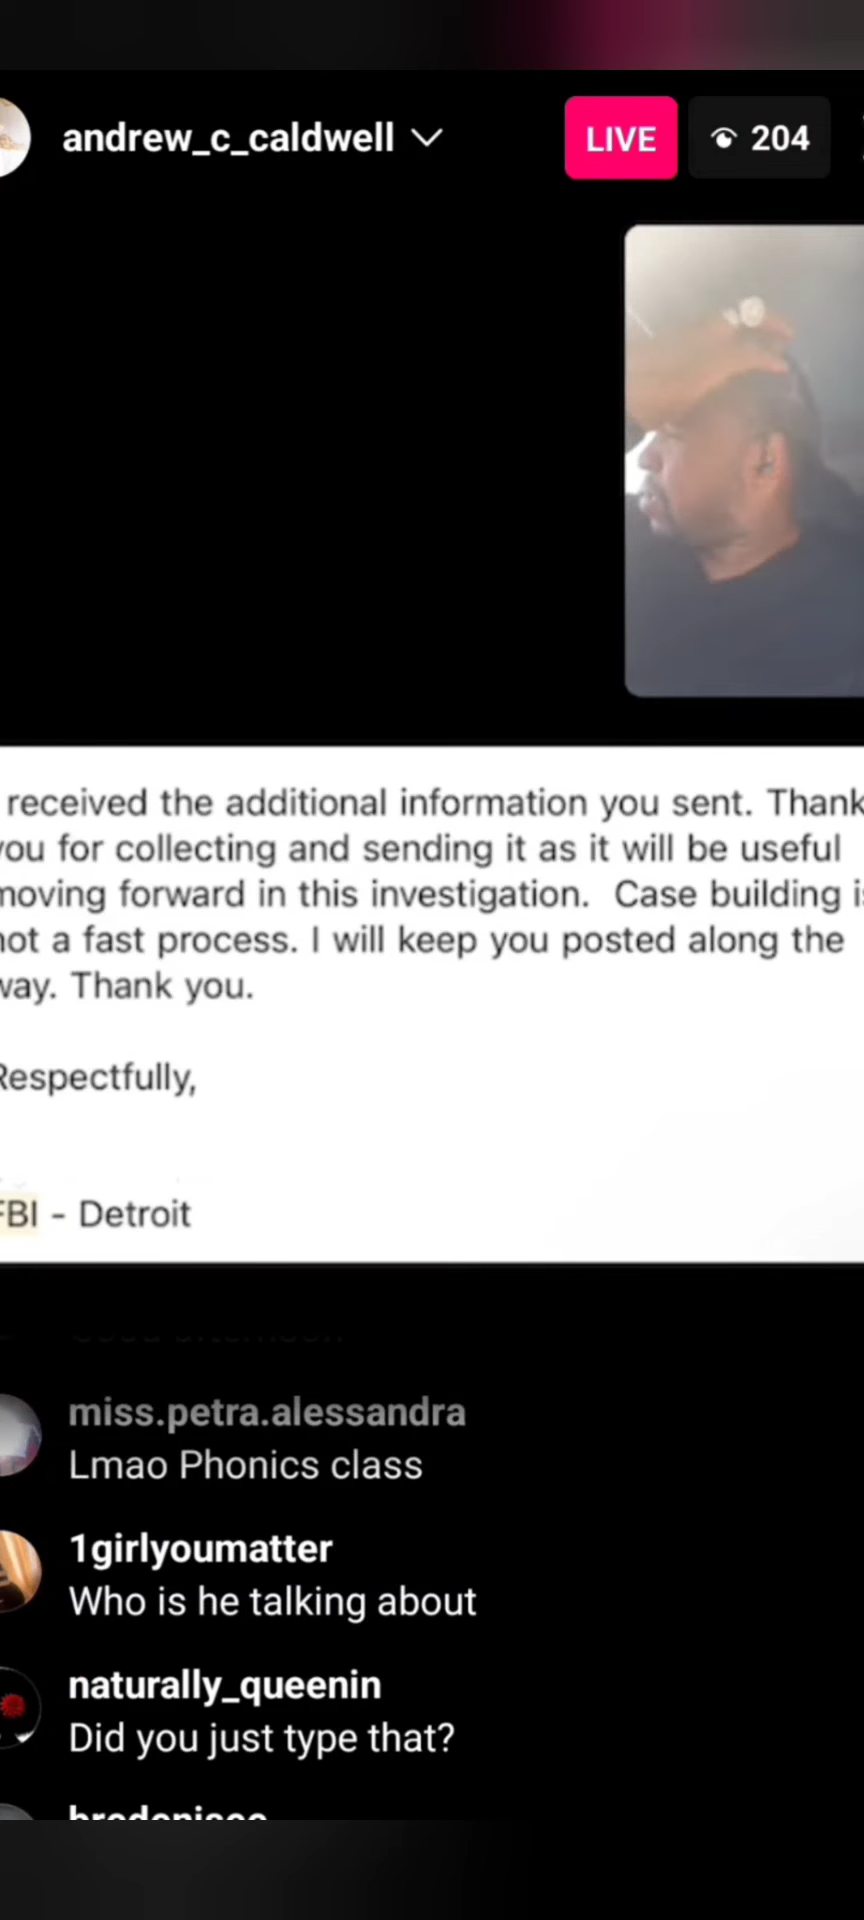 andrew_c_caldwell
LIVE
204
received the additional information you sent. Thank
you for collecting and sending it as it will be useful
moving forward in this investigation. Case building is
not a fast process. I will keep you posted along the
way. Thank you.
Respectfully,
FBI - Detroit
miss.petra.alessandra
Lmao Phonics class
1girlyoumatter
Who is he talking about
naturally_queenin
Did you just type that?